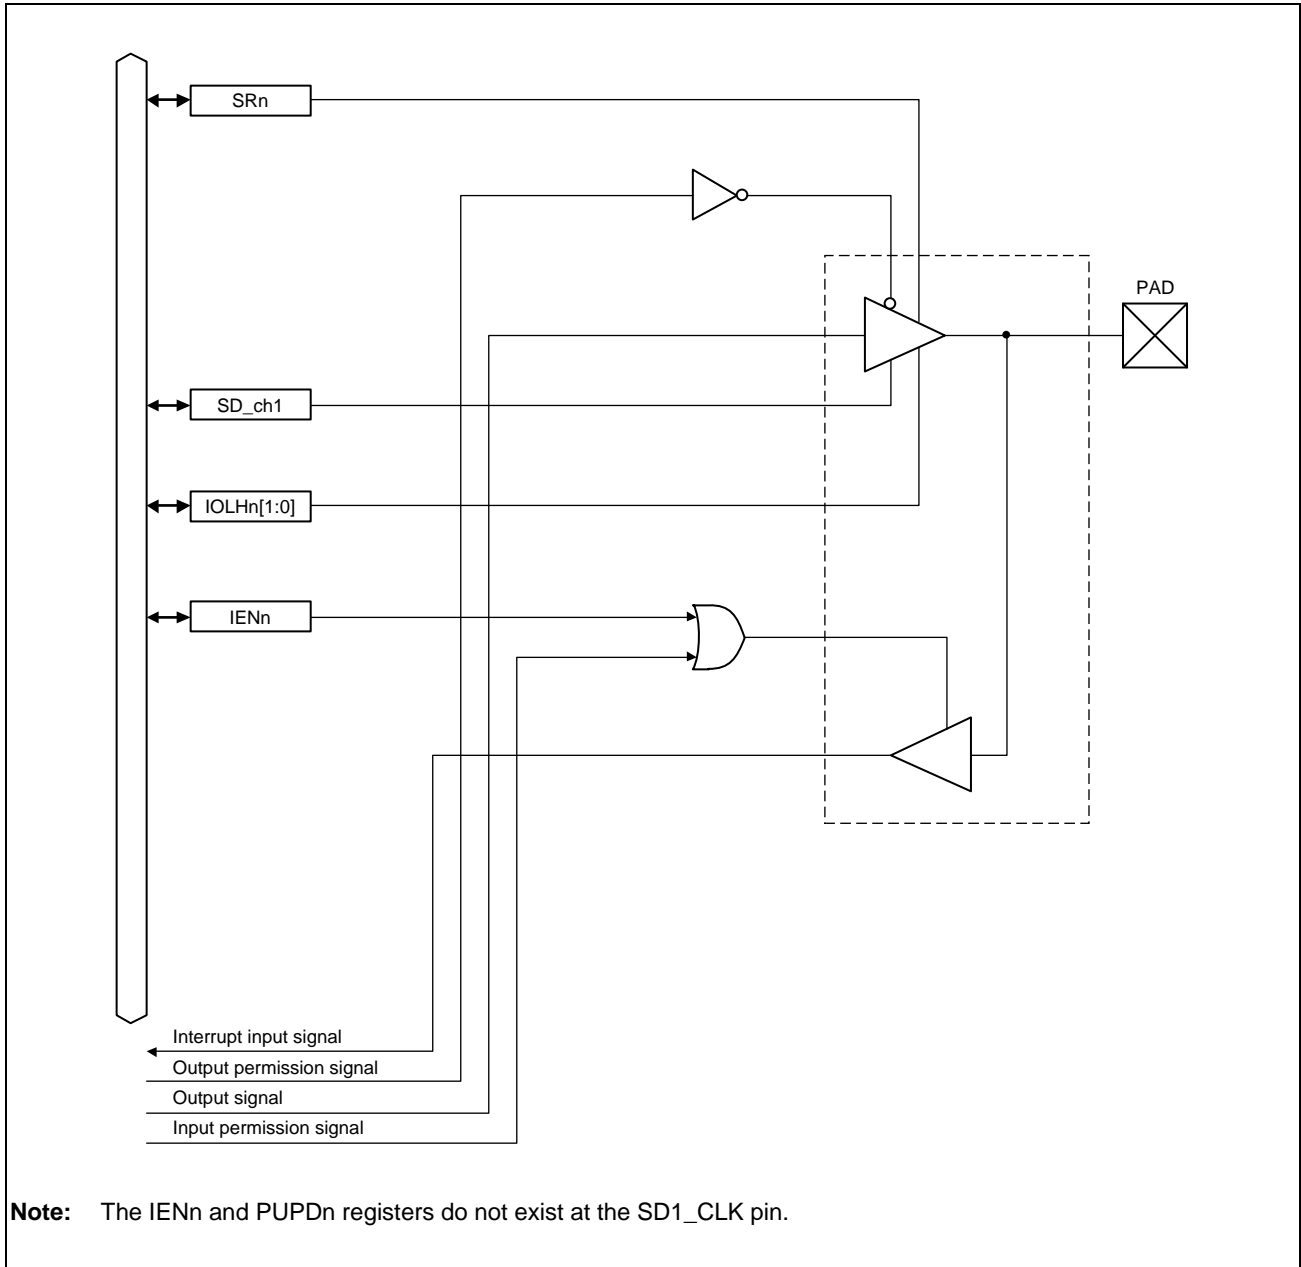 SRn
PAD
SD_ch1
IOLHn[1:0]
IENn
Interrupt input signal
Output permission signal
Output signal
Input permission signal
Note: The IENn and PUPDn registers do not exist at the SD1_CLK pin.